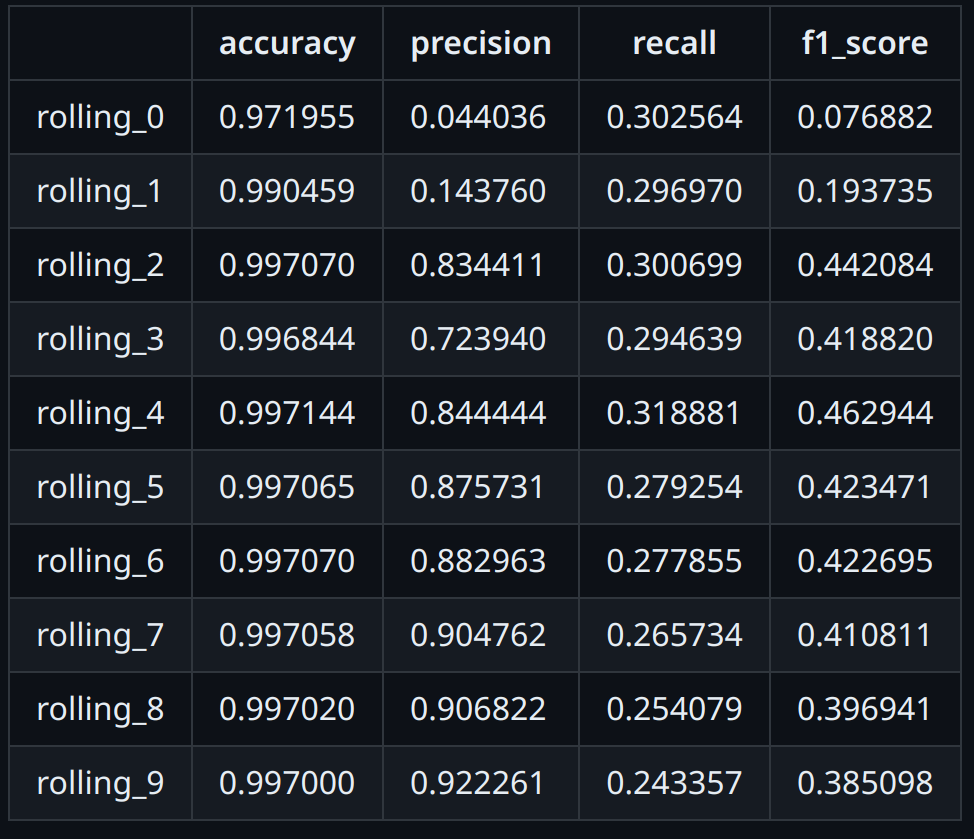 accuracy precision recall f1_score
rolling_0 0.971955 0.044036 0.302564 0.076882
rolling_1 0.990459 0.143760 0.296970 0.193735
rolling_2 0.997070 0.834411 0.300699 0.442084
rolling_3 0.996844 0.723940 0.294639 0.418820
rolling_4 0.997144 0.844444 0.318881 0.462944
rolling_5 0.997065 0.875731 0.279254 0.423471
rolling_6 0.997070 0.882963 0.277855 0.422695
rolling_7 0.997058 0.904762 0.265734 0.410811
rolling_8 0.997020 0.906822 0.254079 0.396941
rolling_9 0.997000 0.922261 0.243357 0.385098